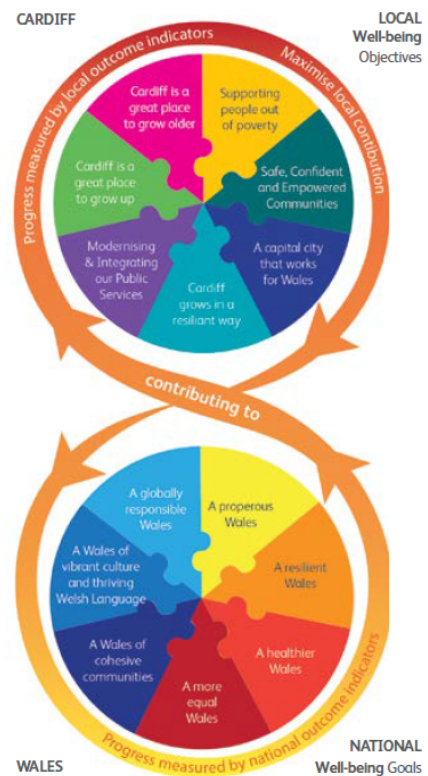 CARDIFF
LOCAL
Well-being
Objectives
Progress measured by local outcome indicators
Maximise local contibution
Cardiff is a
great place
to grow older
Supporting
people out
of poverty
Cardiff is a
great place
to grow up
Safe, Confident
and Empowered
Communities
Modernising
& Integrating
our Public
Services
A capital city
that works
for Wales
Cardiff
grows in a
resiliant way
contributing to
A globally
responsible
Wales
A properous
Wales
A Wales of
vibrant culture
and thriving
Welsh Language
A resilient
Wales
A Wales of
cohesive
communities
A healthier
Wales
A more
equal
Wales
Progress measured by national outcome indicators
WALES
NATIONAL
Well-being Goals